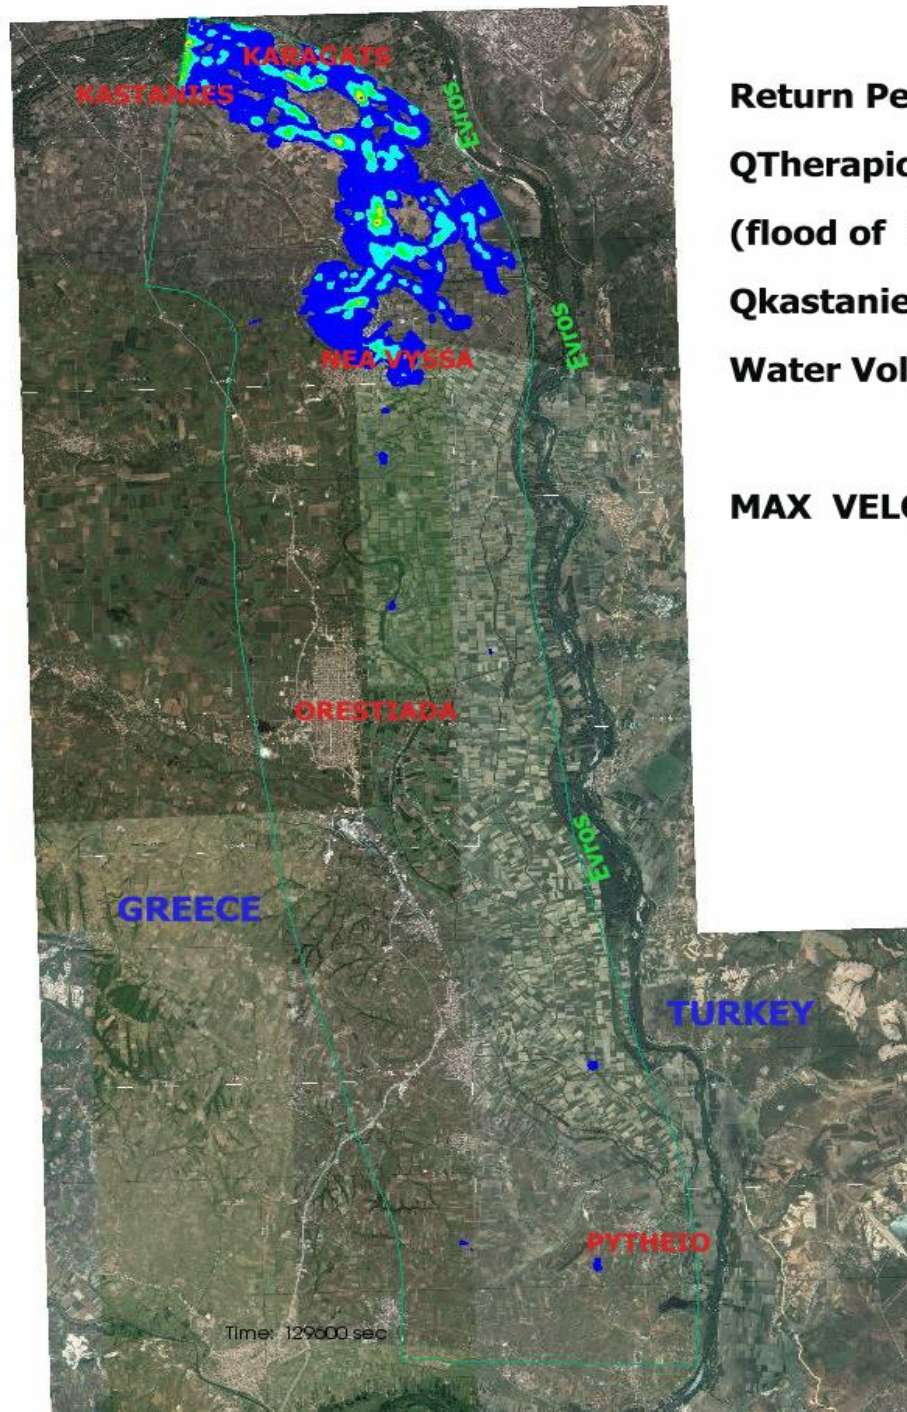 KARAGATS
KASTANIES
Evros
Return Pe
QTherapio
(flood of
Qkastanie
Water Vol
Evros
NEA VYSSA
MAX VELO
ORESTIADA
Evros
GREECE
TURKEY
PYTHEIO
Time: 129600 sec